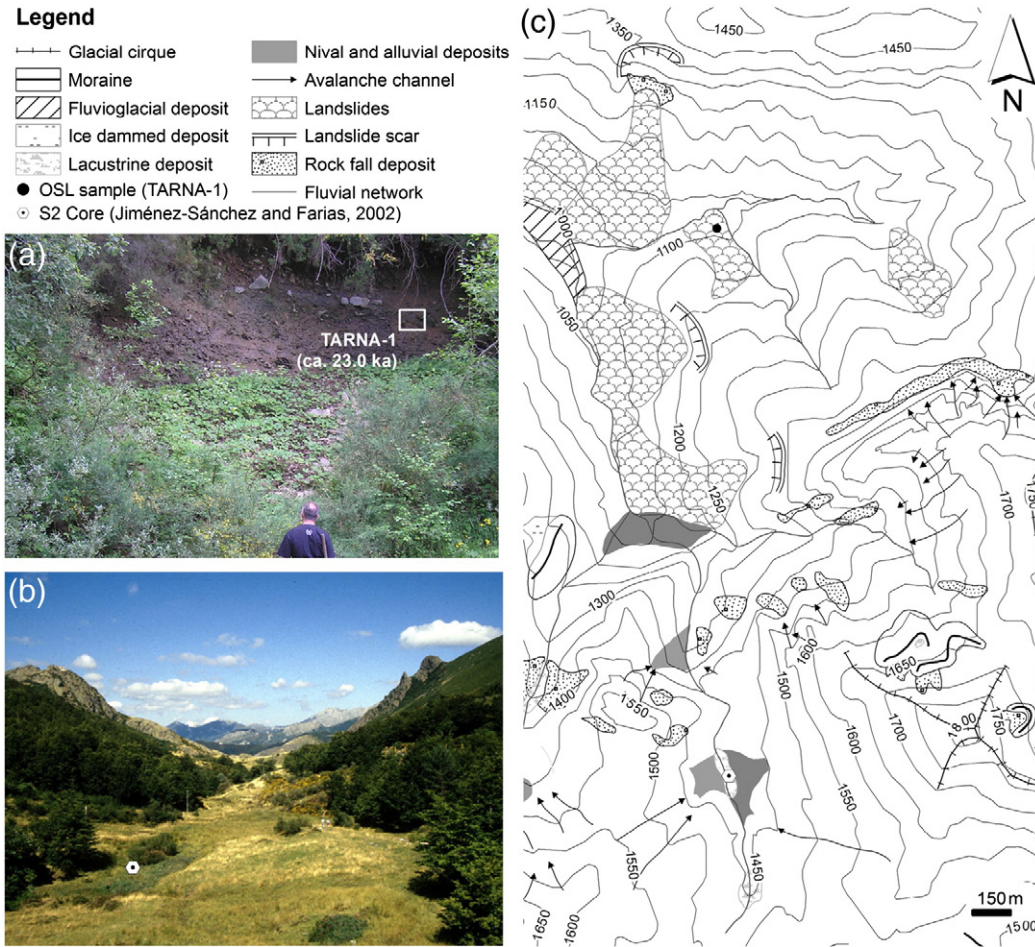 Legend
Glacial cirque
Moraine
Fluvioglacial deposit
Ice dammed deposit
Lacustrine deposit
OSL sample (TARNA-1)
S2 Core (Jiménez-Sánchez and Farias, 2002)
Nival and alluvial deposits
Avalanche channel
Landslides
Landslide scar
Rock fall deposit
Fluvial network
(a)
TARNA-1
(ca. 23.0 ka)
(b)
(c)
N
1350
1450
1450
1150
1000
1100
1050
1200
1250
1750
1700
1300
1600
1650
1400
1550
1500
1700
1800
1750
1500
1600
1550
1550
1450
1650
1600
150 m
1500